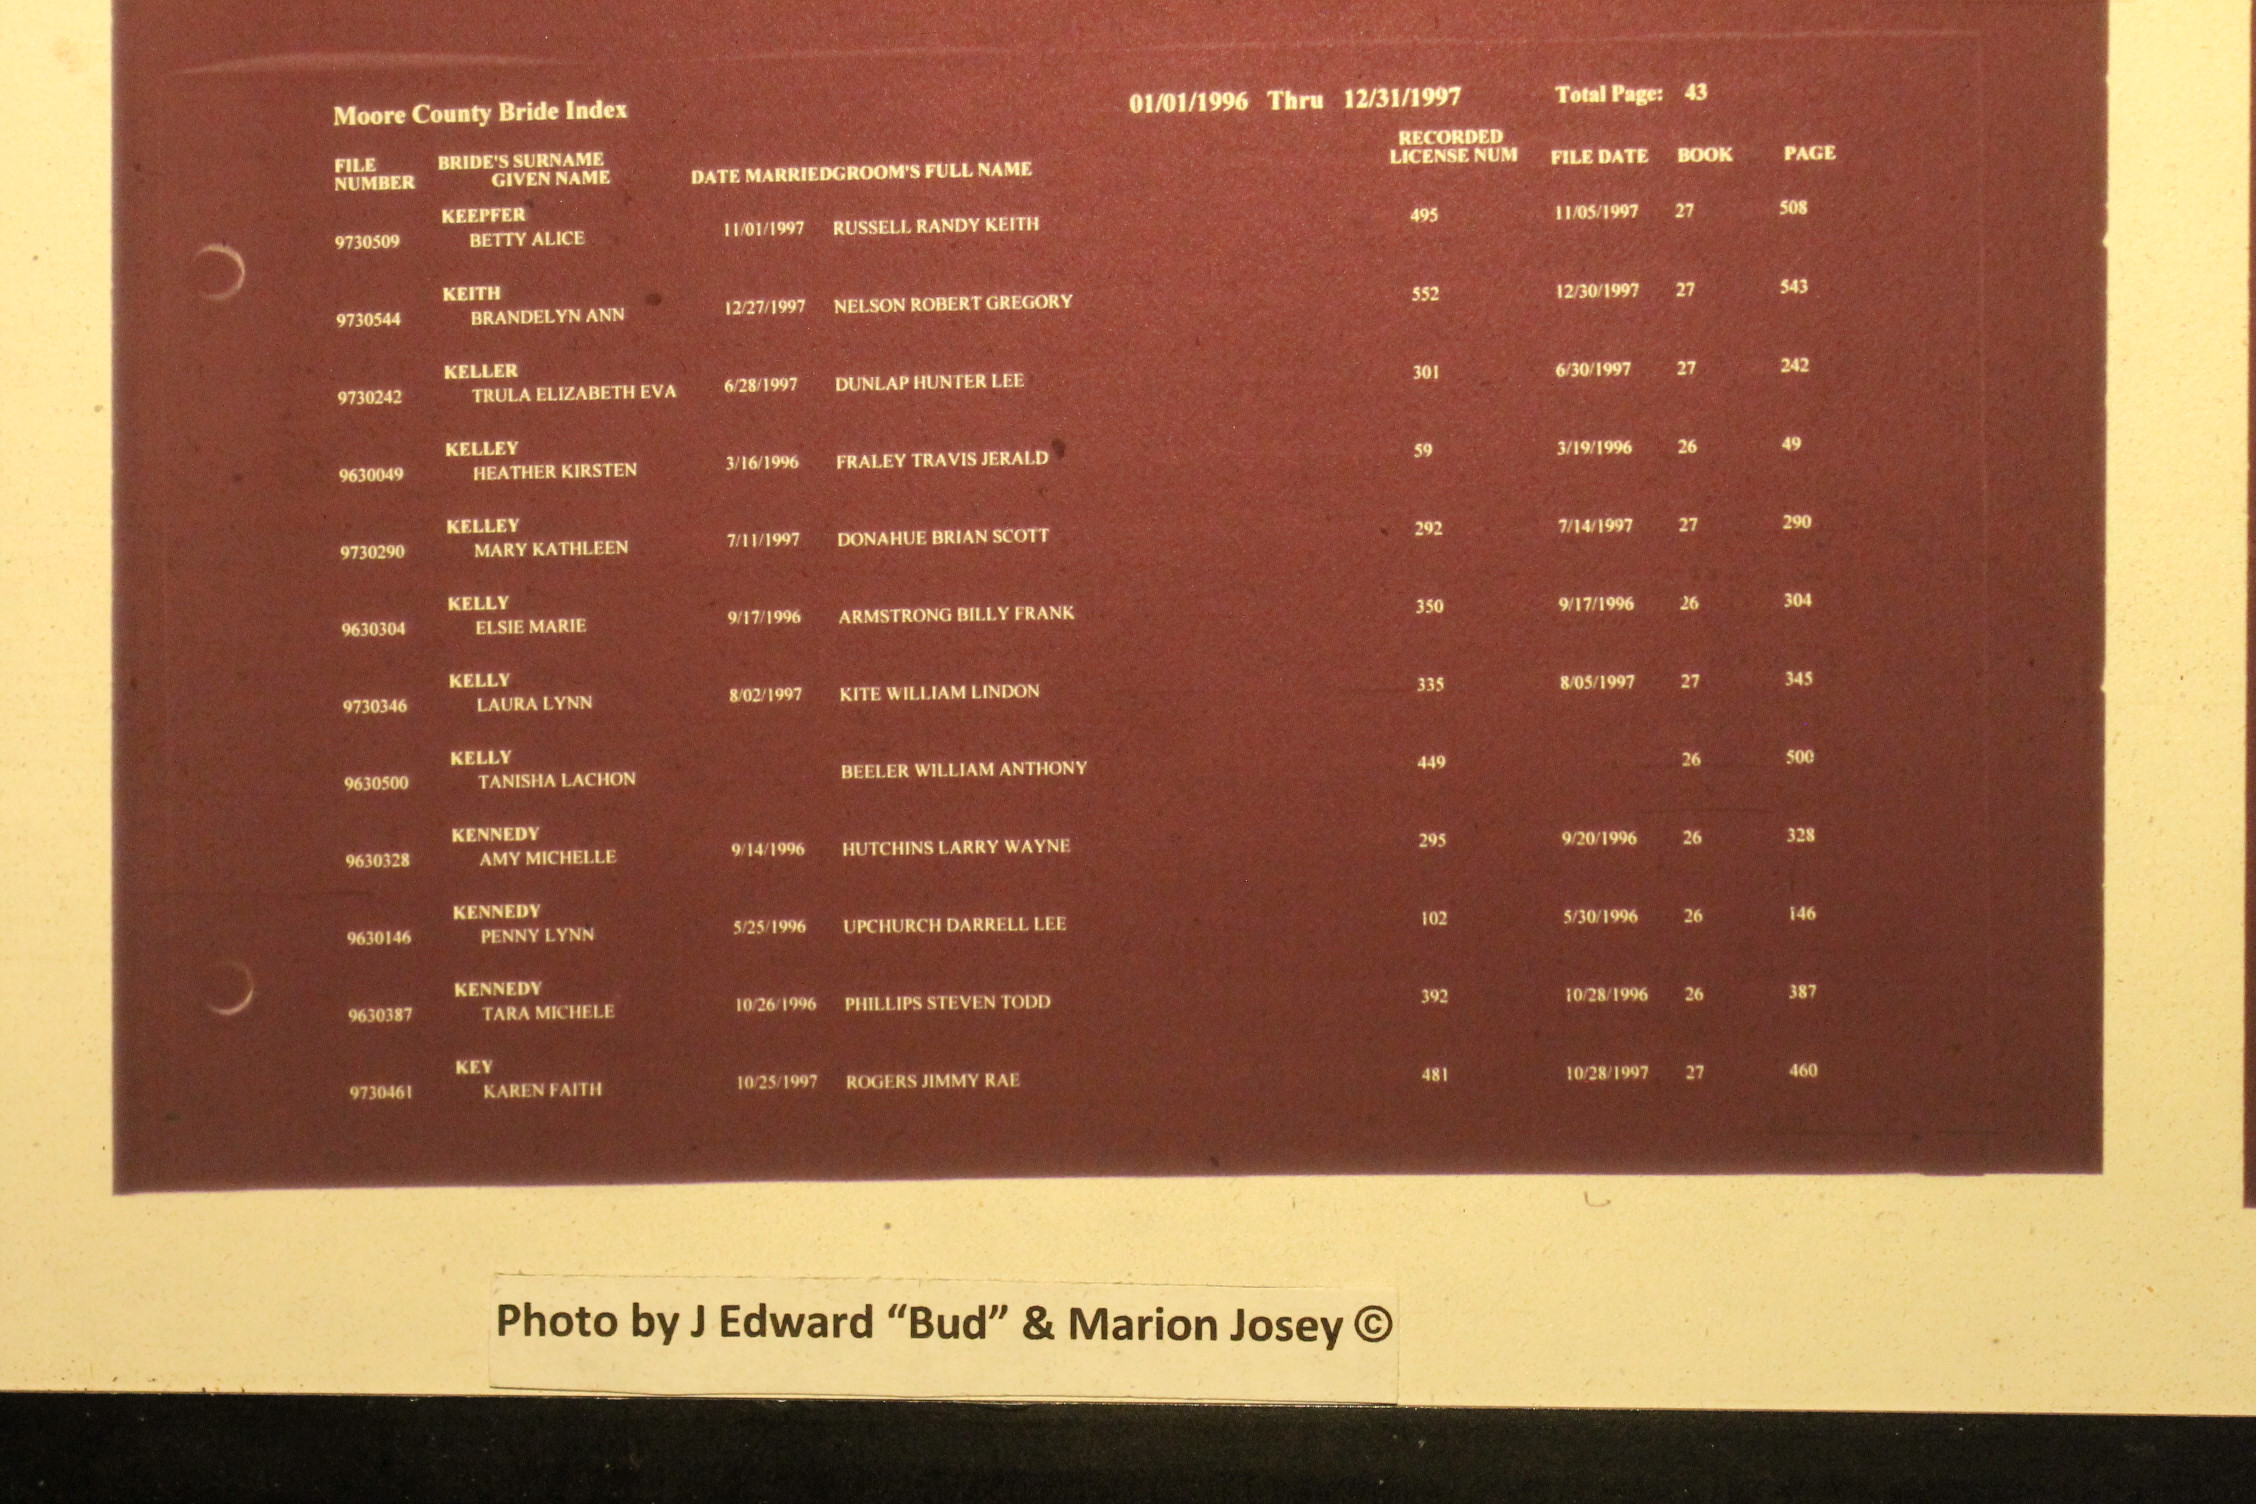 Moore County Bride Index 01/01/1996 Thru 12/31/1997 Total Page: 43
FILE NUMBER BRIDE'S SURNAME GIVEN NAME DATE MARRIED GROOM'S FULL NAME RECORDED LICENSE NUM FILE DATE BOOK PAGE
KEEPFER
9730509 BETTY ALICE 11/01/1997 RUSSELL RANDY KEITH 495 11/05/1997 27 508
KEITH
9730544 BRANDELYN ANN 12/27/1997 NELSON ROBERT GREGORY 552 12/30/1997 27 543
KELLER
9730242 TRULA ELIZABETH EVA 6/28/1997 DUNLAP HUNTER LEE 301 6/30/1997 27 242
KELLEY
9630049 HEATHER KIRSTEN 3/16/1996 FRALEY TRAVIS JERALD 59 3/19/1996 26 49
KELLEY
9730290 MARY KATHLEEN 7/11/1997 DONAHUE BRIAN SCOTT 292 7/14/1997 27 290
KELLY
9630304 ELSIE MARIE 9/17/1996 ARMSTRONG BILLY FRANK 350 9/17/1996 26 304
KELLY
9730346 LAURA LYNN 8/02/1997 KITE WILLIAM LINDON 335 8/05/1997 27 345
KELLY
9630500 TANISHA LACHON BEELER WILLIAM ANTHONY 449 26 500
KENNEDY
9630328 AMY MICHELLE 9/14/1996 HUTCHINS LARRY WAYNE 295 9/20/1996 26 328
KENNEDY
9630146 PENNY LYNN 5/25/1996 UPCHURCH DARRELL LEE 102 5/30/1996 26 146
KENNEDY
9630387 TARA MICHELE 10/26/1996 PHILLIPS STEVEN TODD 392 10/28/1996 26 387
KEY
9730461 KAREN FAITH 10/25/1997 ROGERS JIMMY RAE 481 10/28/1997 27 460
Photo by J Edward “Bud” & Marion Josey ©